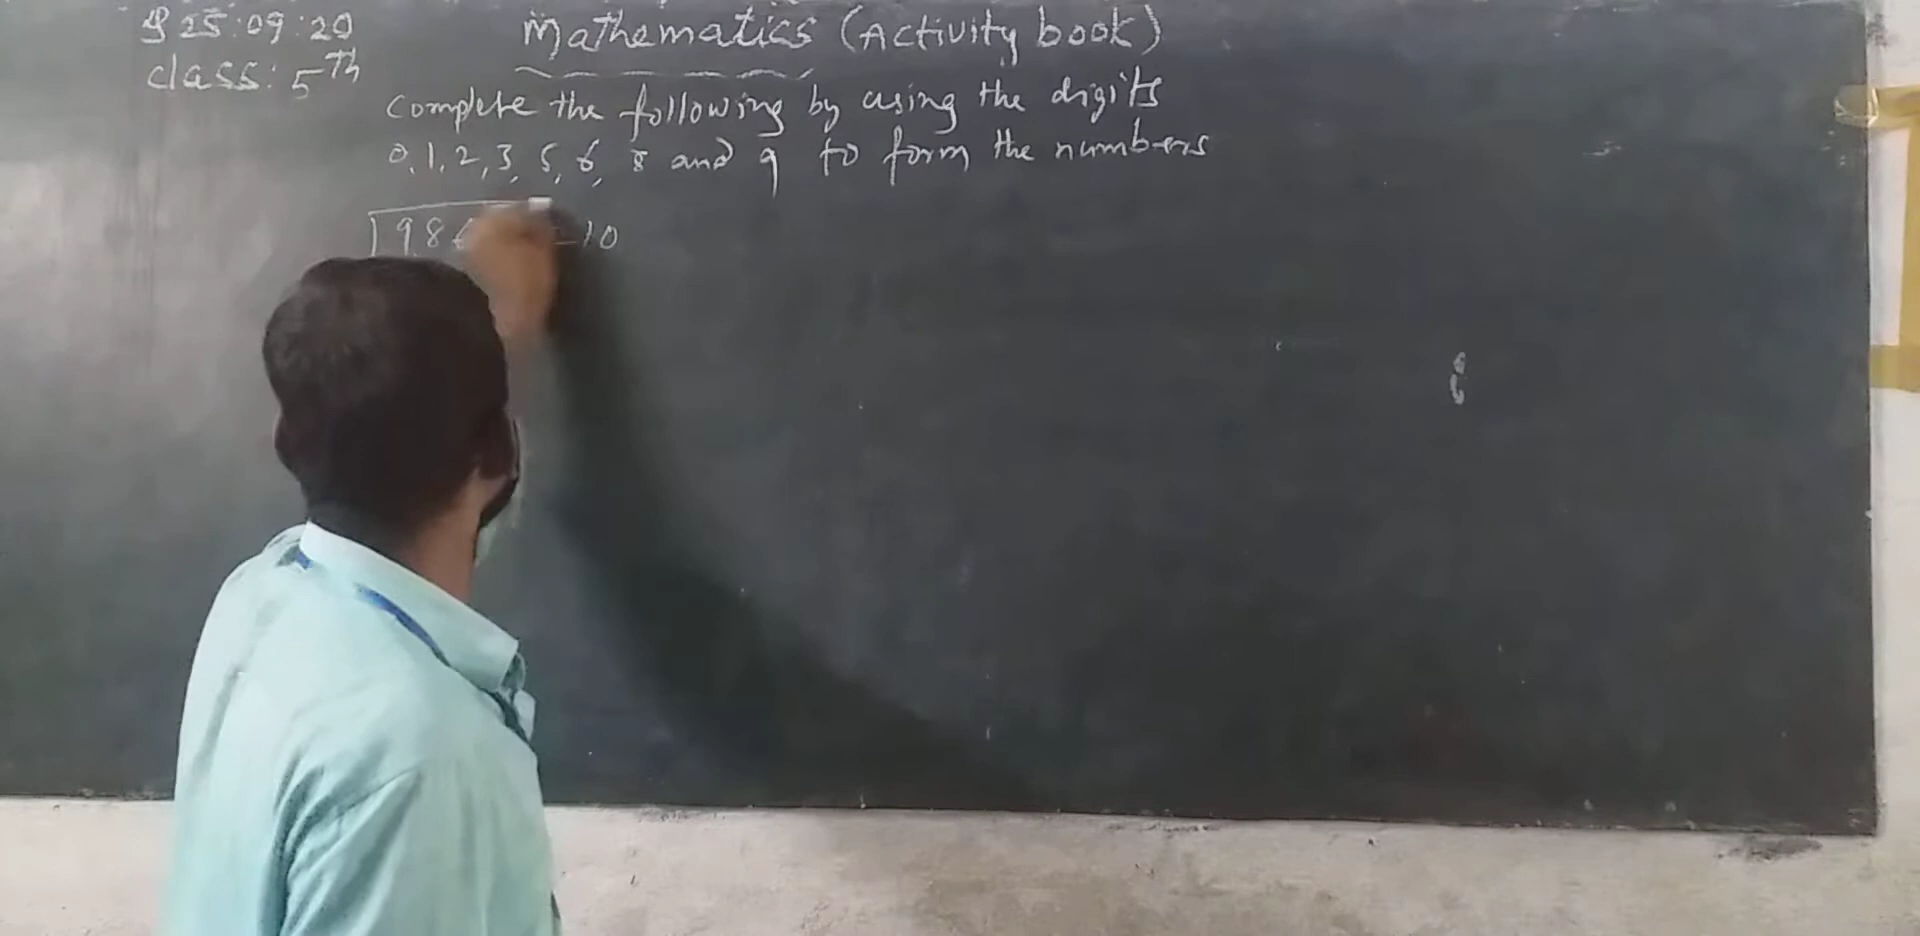 25:09:20
class: 5Th
Mathematics (Activity book)
complete the following by using the digits
0,1,2,3,5,6, 8 and 9 to form the numbers
98 10